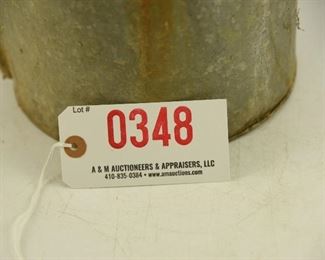 Lot #
0348
A & M AUCTIONEERS & APPRAISERS, LLC
410-835-0384 • www.amauctions.com